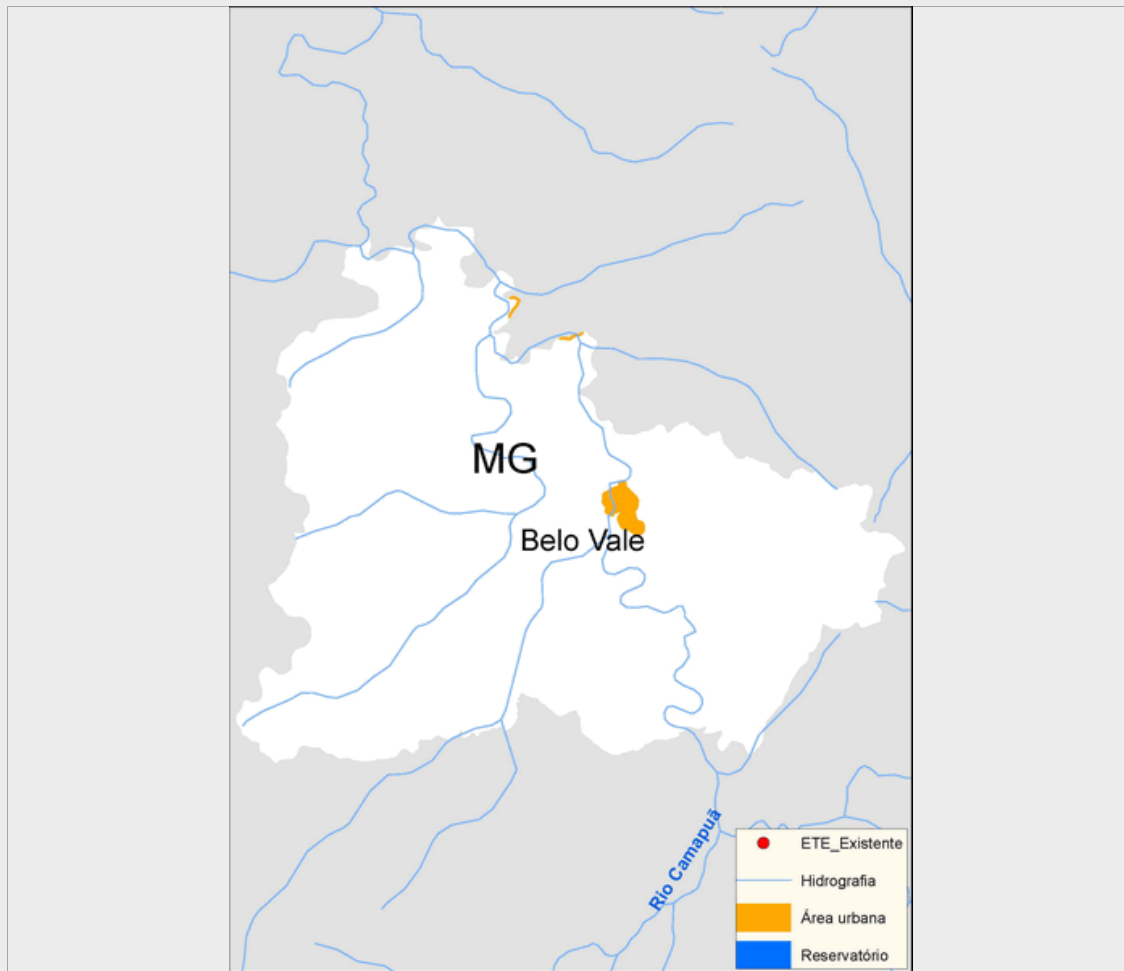 MG
Belo Vale
Rio Camapuã
ETE_Existente
Hidrografia
Área urbana
Reservatório